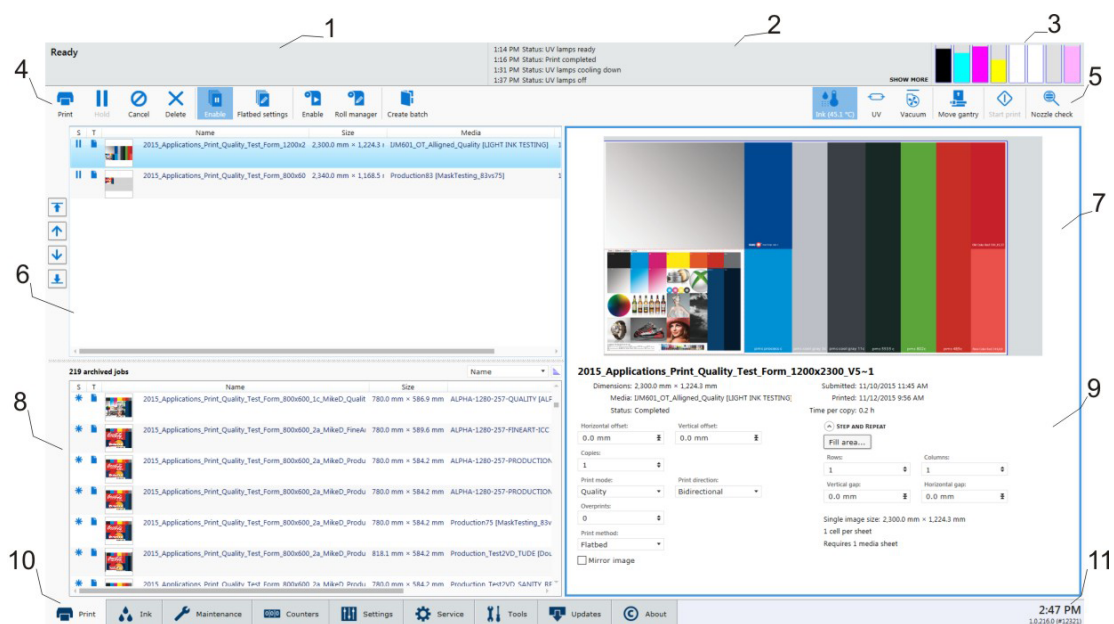 1
2
3
4
5
6
7
8
9
10
11
Ready
1:14 PM Status: UV lamps ready
1:16 PM Status: Print completed
1:31 PM Status: UV lamps cooling down
1:37 PM Status: UV lamps off
SHOW MORE
Print Hold Cancel Delete Enable Flatbed settings Enable Roll manager Create batch
Ink (45.1 °C) UV Vacuum Move gantry Start print Nozzle check
S T Name Size Media
2015_Applications_Print_Quality_Test_Form_1200x2 2,300.0 mm × 1,224.3 IJM601_OT_Alligned_Quality [LIGHT INK TESTING] 1
2015_Applications_Print_Quality_Test_Form_800x60 2,340.0 mm × 1,168.5 Production83 [MaskTesting_83vs75] 1
219 archived jobs Name
S T Name Size
2015_Applications_Print_Quality_Test_Form_800x600_1c_MikeD_Qualit 780.0 mm × 586.9 mm ALPHA-1280-257-QUALITY [ALF
2015_Applications_Print_Quality_Test_Form_800x600_2a_MikeD_FineAr 780.0 mm × 589.6 mm ALPHA-1280-257-FINEART-ICC
2015_Applications_Print_Quality_Test_Form_800x600_2a_MikeD_Produ 780.0 mm × 584.2 mm ALPHA-1280-257-PRODUCTION
2015_Applications_Print_Quality_Test_Form_800x600_2a_MikeD_Produ 780.0 mm × 584.2 mm ALPHA-1280-257-PRODUCTION
2015_Applications_Print_Quality_Test_Form_800x600_2a_MikeD_Produ 780.0 mm × 584.2 mm Production75 [MaskTesting_83v
2015_Applications_Print_Quality_Test_Form_800x600_2a_MikeD_Produ 818.1 mm × 584.2 mm Production_Test2VD_TUDE [Dou
2015_Applications_Print_Quality_Test_Form_800x600_2a_MikeD_Produ 780.0 mm × 584.2 mm Production_Test2VD_SANITY_RE
2015_Applications_Print_Quality_Test_Form_1200x2300_V5~1
Dimensions: 2,300.0 mm × 1,224.3 mm
Media: IJM601_OT_Alligned_Quality [LIGHT INK TESTING]
Status: Completed
Submitted: 11/10/2015 11:45 AM
Printed: 11/12/2015 9:56 AM
Time per copy: 0.2 h
Horizontal offset: Vertical offset:
0.0 mm 0.0 mm
Copies:
1
Print mode: Print direction:
Quality Bidirectional
Overprints:
0
Print method:
Flatbed
Mirror image
STEP AND REPEAT
Fill area...
Rows: Columns:
1 1
Vertical gap: Horizontal gap:
0.0 mm 0.0 mm
Single image size: 2,300.0 mm × 1,224.3 mm
1 cell per sheet
Requires 1 media sheet
Print Ink Maintenance Counters Settings Service Tools Updates About
2:47 PM
1.0.216.0 (#12321)